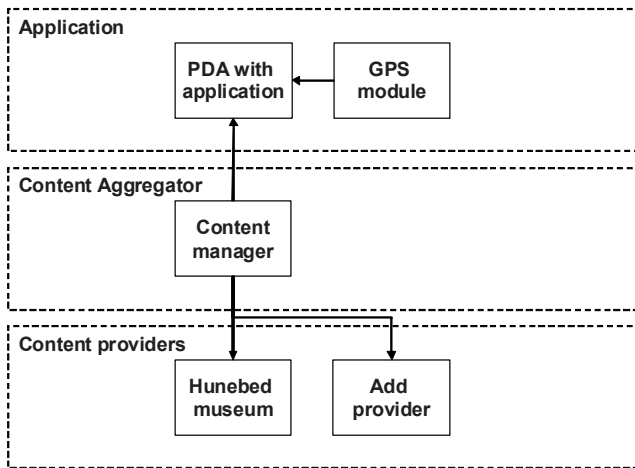 Application
PDA with
application
GPS
module
Content Aggregator
Content
manager
Content providers
Hunebed
museum
Add
provider